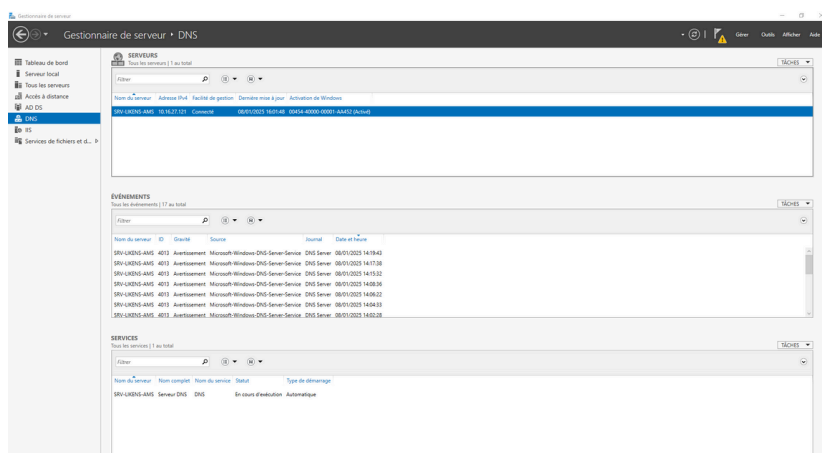 Gestionnaire de serveur
Gestionnaire de serveur • DNS
Gérer Outils Afficher Aide
Tableau de bord
Serveur local
Tous les serveurs
Accès à distance
AD DS
DNS
IIS
Services de fichiers et d...
SERVEURS
Tous les serveurs | 1 au total
TÂCHES
Filtrer
Nom du serveur Adresse IPv4 Facilité de gestion Dernière mise à jour Activation de Windows
SRV-LIKENS-AMS 10.16.27.121 Connecté 08/01/2025 16:01:48 00454-40000-00001-AA452 (Activé)
ÉVÉNEMENTS
Tous les événements | 17 au total
TÂCHES
Filtrer
Nom du serveur ID Gravité Source Journal Date et heure
SRV-LIKENS-AMS 4013 Avertissement Microsoft-Windows-DNS-Server-Service DNS Server 08/01/2025 14:19:43
SRV-LIKENS-AMS 4013 Avertissement Microsoft-Windows-DNS-Server-Service DNS Server 08/01/2025 14:17:38
SRV-LIKENS-AMS 4013 Avertissement Microsoft-Windows-DNS-Server-Service DNS Server 08/01/2025 14:15:32
SRV-LIKENS-AMS 4013 Avertissement Microsoft-Windows-DNS-Server-Service DNS Server 08/01/2025 14:08:36
SRV-LIKENS-AMS 4013 Avertissement Microsoft-Windows-DNS-Server-Service DNS Server 08/01/2025 14:06:22
SRV-LIKENS-AMS 4013 Avertissement Microsoft-Windows-DNS-Server-Service DNS Server 08/01/2025 14:04:33
SRV-LIKENS-AMS 4013 Avertissement Microsoft-Windows-DNS-Server-Service DNS Server 08/01/2025 14:02:28
SERVICES
Tous les services | 1 au total
TÂCHES
Filtrer
Nom du serveur Nom complet Nom du service Statut Type de démarrage
SRV-LIKENS-AMS Serveur DNS DNS En cours d'exécution Automatique